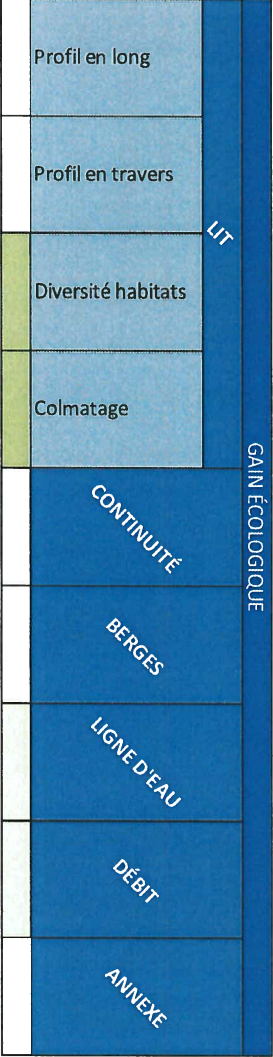 Profil en long
Profil en travers
Diversité habitats
Colmatage
LIT
CONTINUITÉ
BERGES
LIGNE D'EAU
DÉBIT
ANNEXE
GAIN ÉCOLOGIQUE